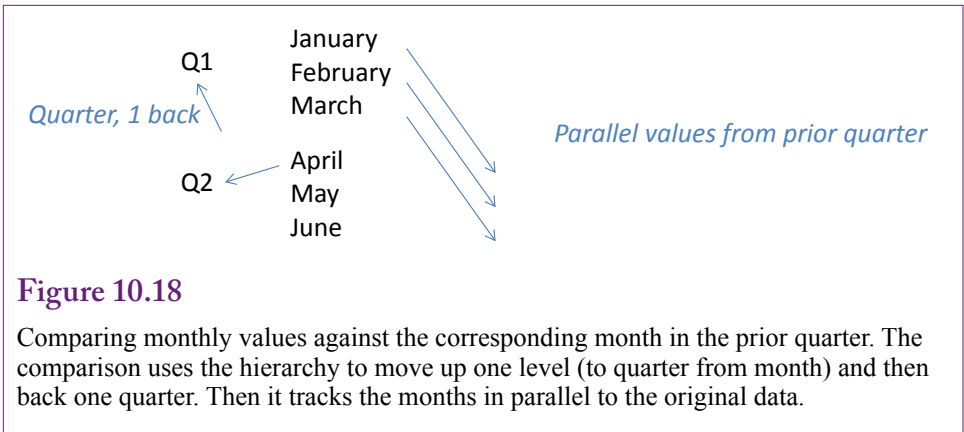 January
Q1
February
Quarter, 1 back
March
Parallel values from prior quarter
April
Q2
May
June
Figure 10.18
Comparing monthly values against the corresponding month in the prior quarter. The
comparison uses the hierarchy to move up one level (to quarter from month) and then
back one quarter. Then it tracks the months in parallel to the original data.